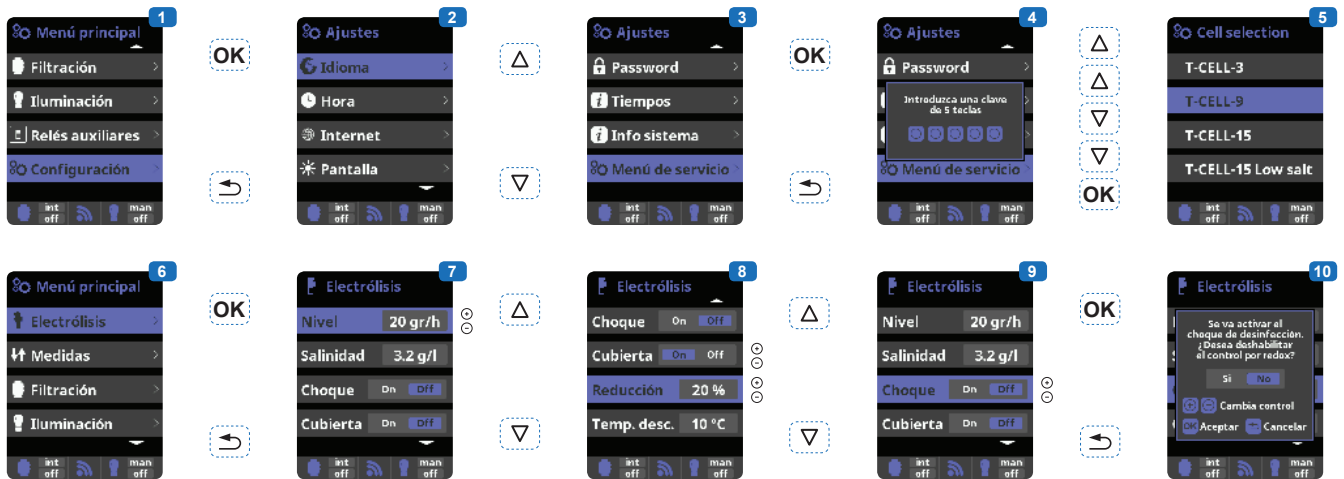 1
Menú principal
Filtración
Iluminación
Relés auxiliares
Configuración
int off
man off
OK
2
Ajustes
Idioma
Hora
Internet
Pantalla
int off
man off
3
Ajustes
Password
Tiempos
Info sistema
Menú de servicio
int off
man off
OK
4
Ajustes
Password
Introduzca una clave
de 5 teclas
Menú de servicio
int off
man off
OK
5
Cell selection
T-CELL-3
T-CELL-9
T-CELL-15
T-CELL-15 Low salt
int off
man off
6
Menú principal
Electrólisis
Medidas
Filtración
Iluminación
int off
man off
OK
7
Electrólisis
Nivel 20 gr/h
Salinidad 3.2 g/l
Choque On Off
Cubierta On Off
int off
man off
8
Electrólisis
Choque On Off
Cubierta On Off
Reducción 20 %
Temp. desc. 10 ºC
int off
man off
9
Electrólisis
Nivel 20 gr/h
Salinidad 3.2 g/l
Choque On Off
Cubierta On Off
int off
man off
OK
10
Electrólisis
Se va activar el
choque de desinfección.
¿Desea deshabilitar
el control por redox?
Si No
Cambia control
OK Aceptar Cancelar
int off
man off